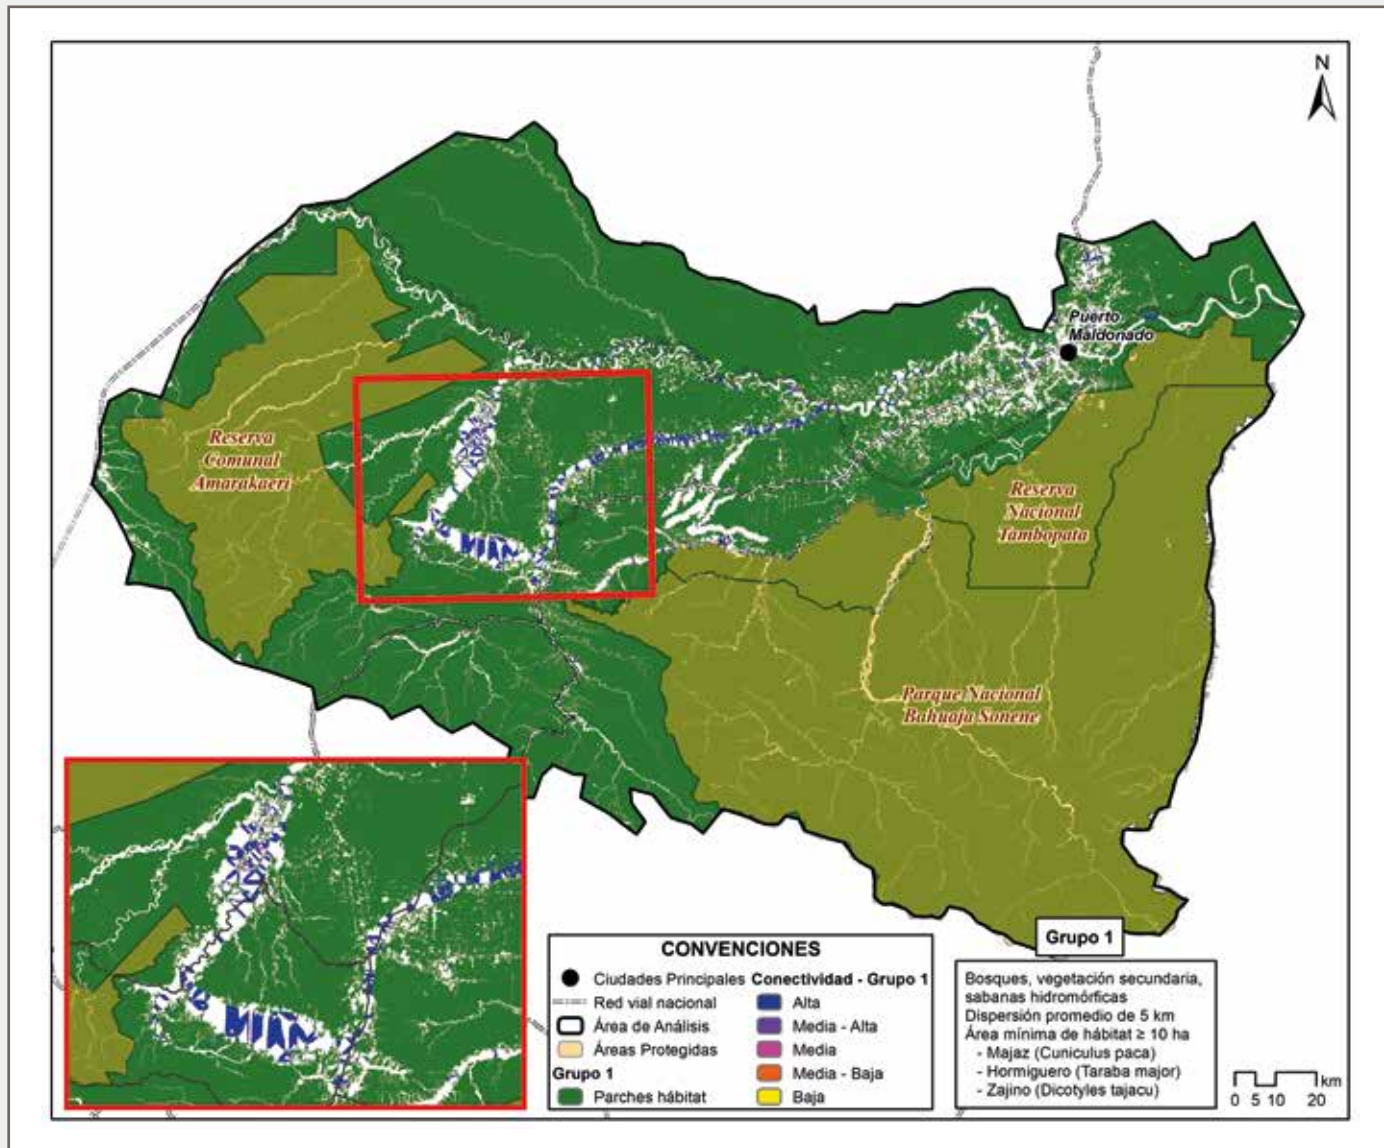 N
Puerto
Maldonado
Reserva
Comunal
Amarakaeri
Reserva
Nacional
Tambopata
Parque Nacional
Bahuaja Sonene
CONVENCIONES
Ciudades Principales
Red vial nacional
Área de Análisis
Áreas Protegidas
Grupo 1
Parches hábitat
Conectividad - Grupo 1
Alta
Media - Alta
Media
Media - Baja
Baja
Grupo 1
Bosques, vegetación secundaria,
sabanas hidromórficas
Dispersión promedio de 5 km
Área mínima de hábitat ≥ 10 ha
- Majaz (Cuniculus paca)
- Hormiguero (Taraba major)
- Zajino (Dicotyles tajacu)
km
0 5 10 20